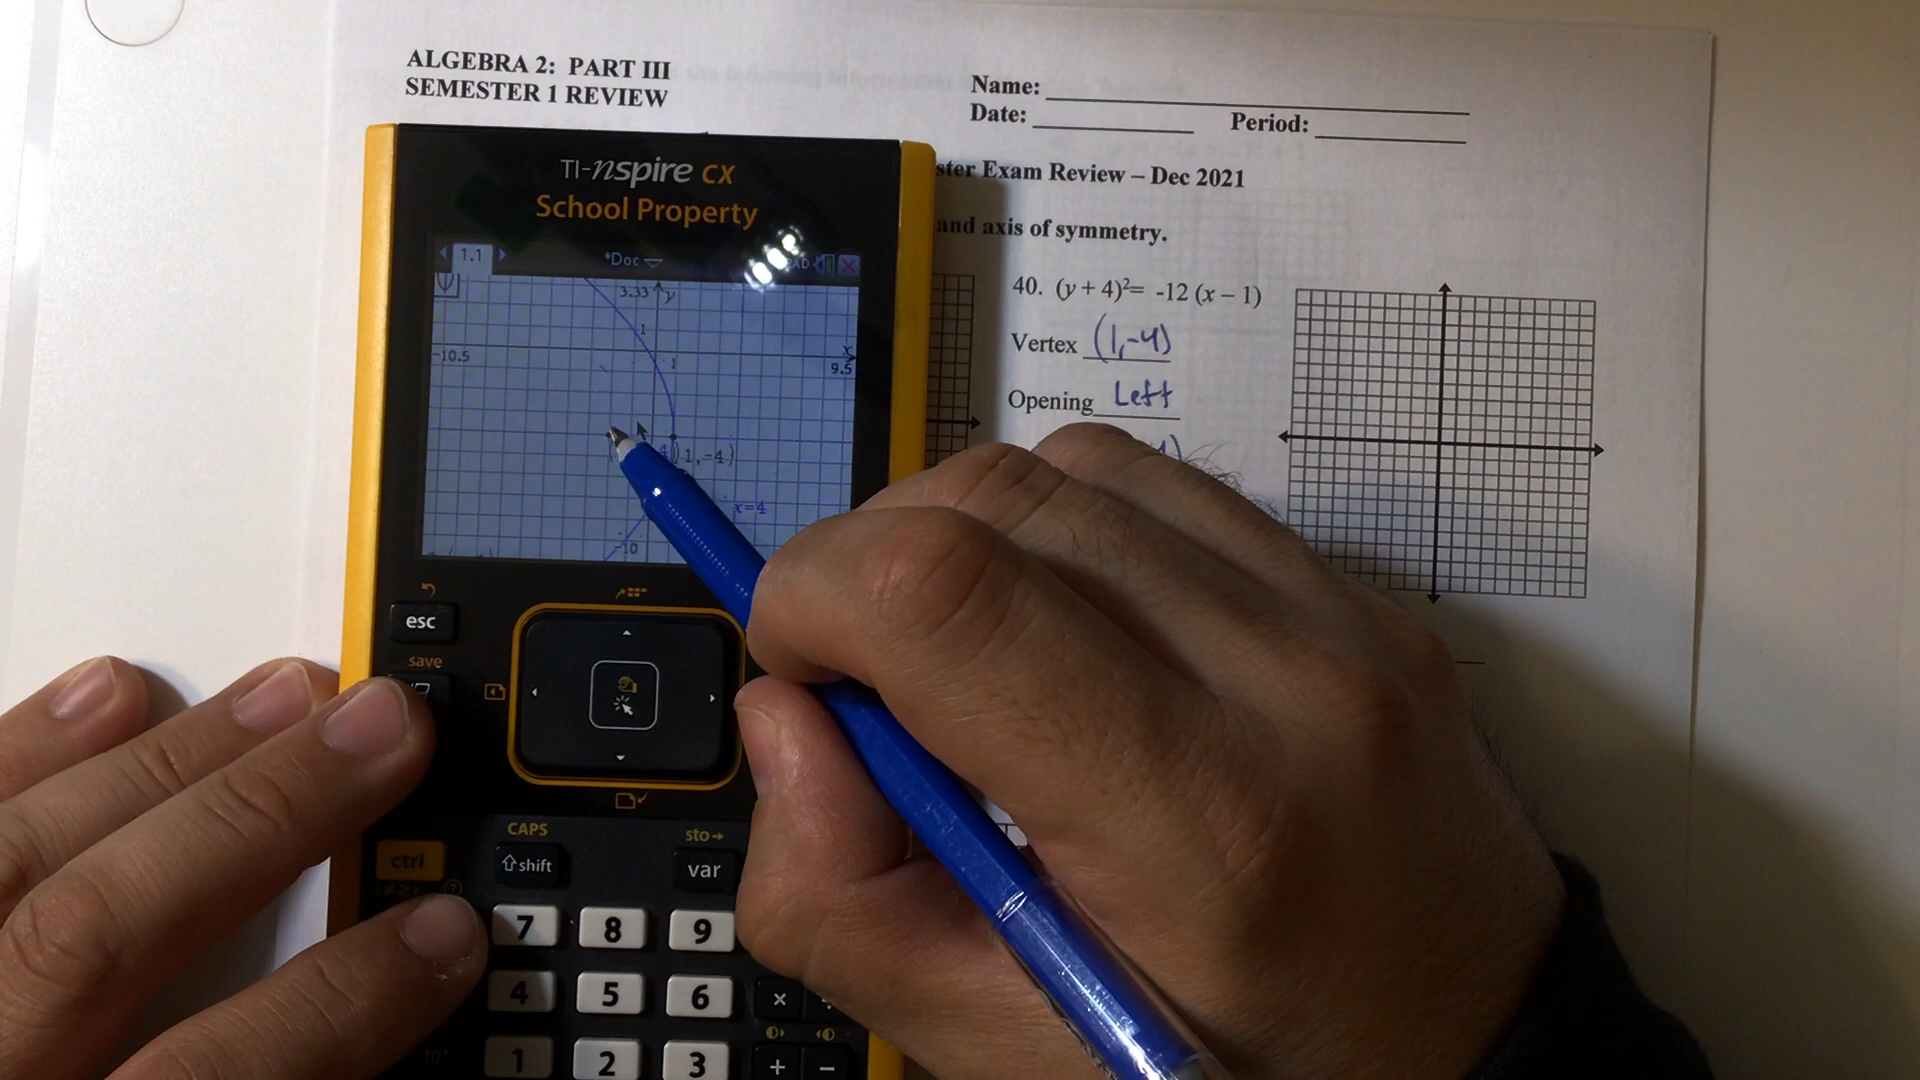 ALGEBRA 2: PART III
SEMESTER 1 REVIEW
Name:
Date: Period:
ster Exam Review – Dec 2021
and axis of symmetry.
40. (y + 4)²= -12 (x – 1)
Vertex (1,-4)
Opening Left
TI-nspire CX
School Property
1.1
*Doc
3.33 y
1
-10.5
x
1
9.5
-1,-4)
x=4
-10
esc
save
CAPS
sto→
ctrl
shift
var
7 8 9
4 5 6 ×
10ˣ
1 2 3 + −